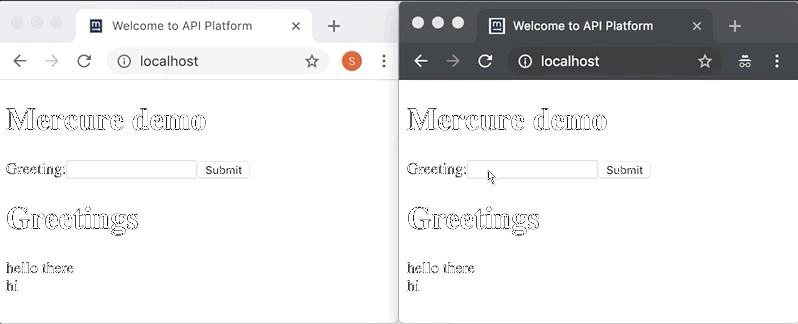 Welcome to API Platform
localhost
S
Mercure demo
Greeting:
Submit
Greetings
hello there
hi
Welcome to API Platform
localhost
Mercure demo
Greeting:
Submit
Greetings
hello there
hi